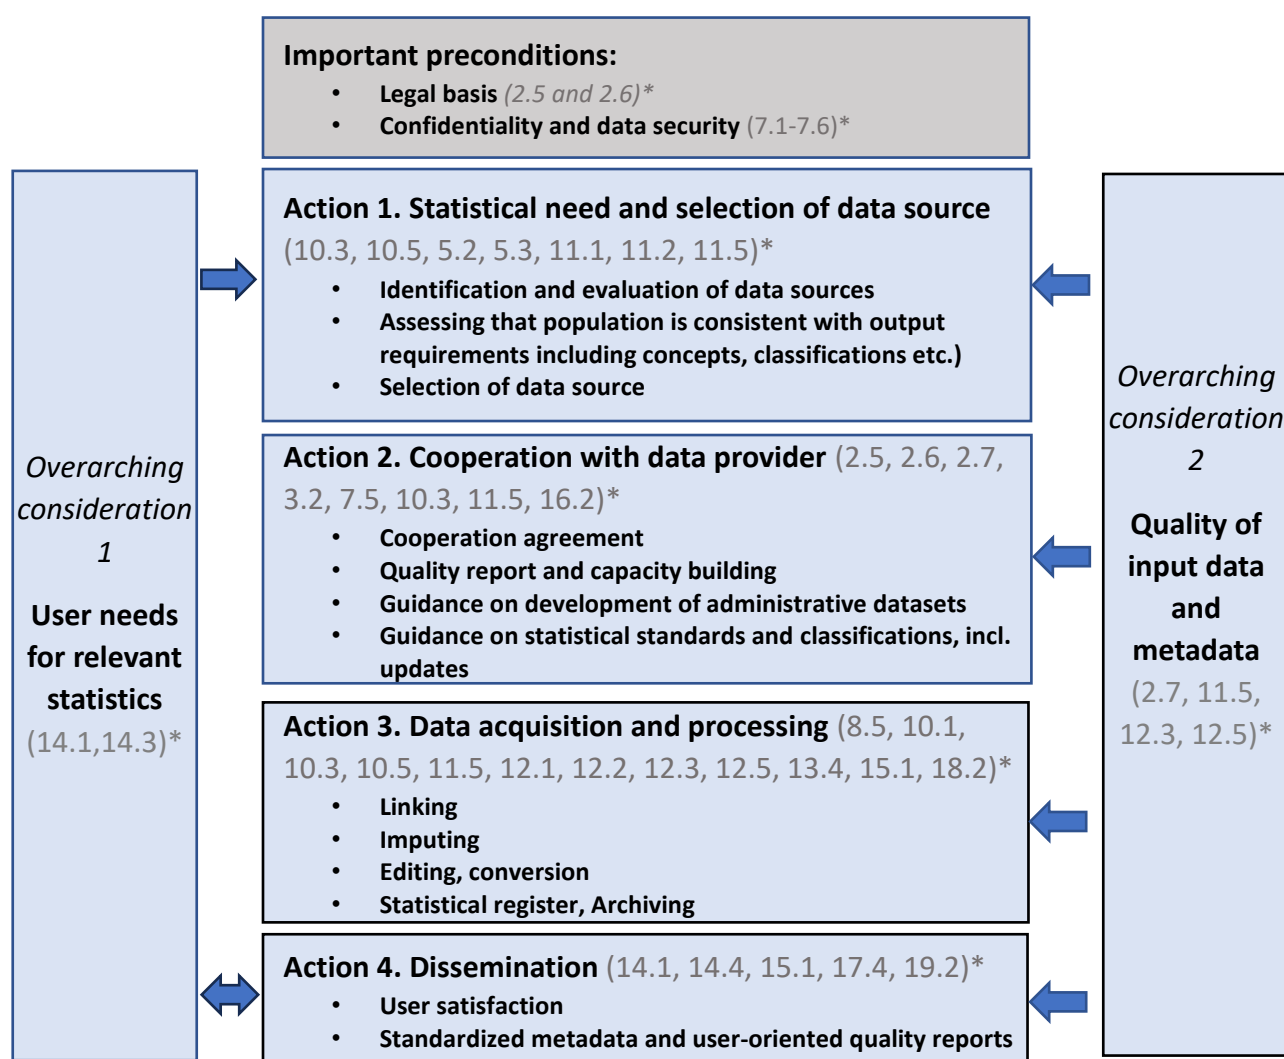 Important preconditions:
• Legal basis (2.5 and 2.6)*
• Confidentiality and data security (7.1-7.6)*
Overarching
consideration
1
User needs
for relevant
statistics
(14.1,14.3)*
Action 1. Statistical need and selection of data source
(10.3, 10.5, 5.2, 5.3, 11.1, 11.2, 11.5)*
• Identification and evaluation of data sources
• Assessing that population is consistent with output
requirements including concepts, classifications etc.)
• Selection of data source
Action 2. Cooperation with data provider (2.5, 2.6, 2.7,
3.2, 7.5, 10.3, 11.5, 16.2)*
• Cooperation agreement
• Quality report and capacity building
• Guidance on development of administrative datasets
• Guidance on statistical standards and classifications, incl.
updates
Action 3. Data acquisition and processing (8.5, 10.1,
10.3, 10.5, 11.5, 12.1, 12.2, 12.3, 12.5, 13.4, 15.1, 18.2)*
• Linking
• Imputing
• Editing, conversion
• Statistical register, Archiving
Action 4. Dissemination (14.1, 14.4, 15.1, 17.4, 19.2)*
• User satisfaction
• Standardized metadata and user-oriented quality reports
Overarching
consideration
2
Quality of
input data
and
metadata
(2.7, 11.5,
12.3, 12.5)*